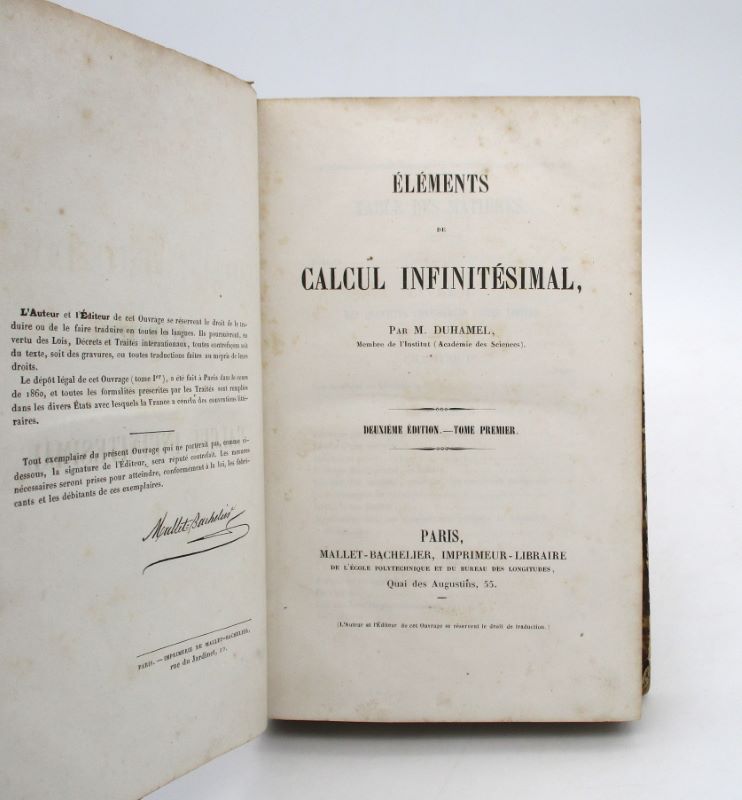 L'Auteur et l'Éditeur de cet Ouvrage se réservent le droit de le tra-
duire ou de le faire traduire en toutes les langues. Ils poursuivront, en
vertu des Lois, Décrets et Traités internationaux, toutes contrefaçons soit
du texte, soit des gravures, ou toutes traductions faites au mépris de leurs
droits.
Le dépôt légal de cet Ouvrage (tome Ier), a été fait à Paris dans le cours
de 1860, et toutes les formalités prescrites par les Traités sont remplies
dans les divers États avec lesquels la France a conclu des conventions litté-
raires.
Tout exemplaire du présent Ouvrage qui ne porterait pas, comme ci-
dessous, la signature de l'Éditeur, sera réputé contrefait. Les mesures
nécessaires seront prises pour atteindre, conformément à la loi, les fabri-
cants et les débitants de ces exemplaires.
Mallet-Bachelier
PARIS. — IMPRIMERIE DE MALLET-BACHELIER,
rue du Jardinet, 12.
ÉLÉMENTS
DE
CALCUL INFINITÉSIMAL,
PAR M. DUHAMEL,
Membre de l'Institut (Académie des Sciences).
DEUXIÈME ÉDITION.—TOME PREMIER.
PARIS,
MALLET-BACHELIER, IMPRIMEUR-LIBRAIRE
DE L'ÉCOLE POLYTECHNIQUE ET DU BUREAU DES LONGITUDES,
Quai des Augustins, 55.
(L'Auteur et l'Éditeur de cet Ouvrage se réservent le droit de traduction.)